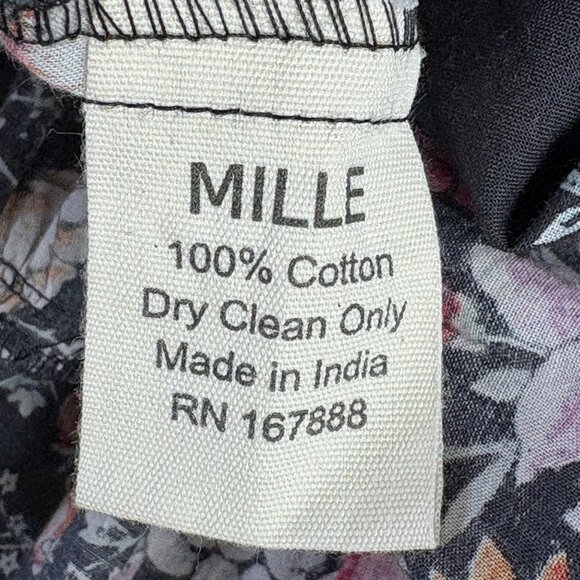 MILLE
100% Cotton
Dry Clean Only
Made in India
RN 167888